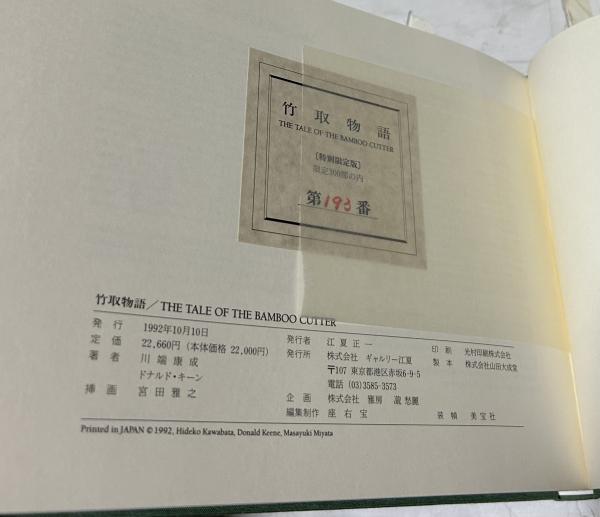 竹取物語
THE TALE OF THE BAMBOO CUTTER
〔特別限定版〕
限定300部の内
第193番
竹取物語/THE TALE OF THE BAMBOO CUTTER
発行 1992年10月10日
定価 22,660円(本体価格 22,000円)
著者 川端康成
ドナルド・キーン
挿画 宮田雅之
発行者 江夏正一
発行所 株式会社 ギャルリー江夏
〒107 東京都港区赤坂6-9-5
電話 (03)3585-3573
企画 株式会社 雅房 瀧愁麗
編集制作 座右宝
印刷 光村印刷株式会社
製本 株式会社山田大成堂
装幀 美宝社
Printed in JAPAN © 1992, Hideko Kawabata, Donald Keene, Masayuki Miyata